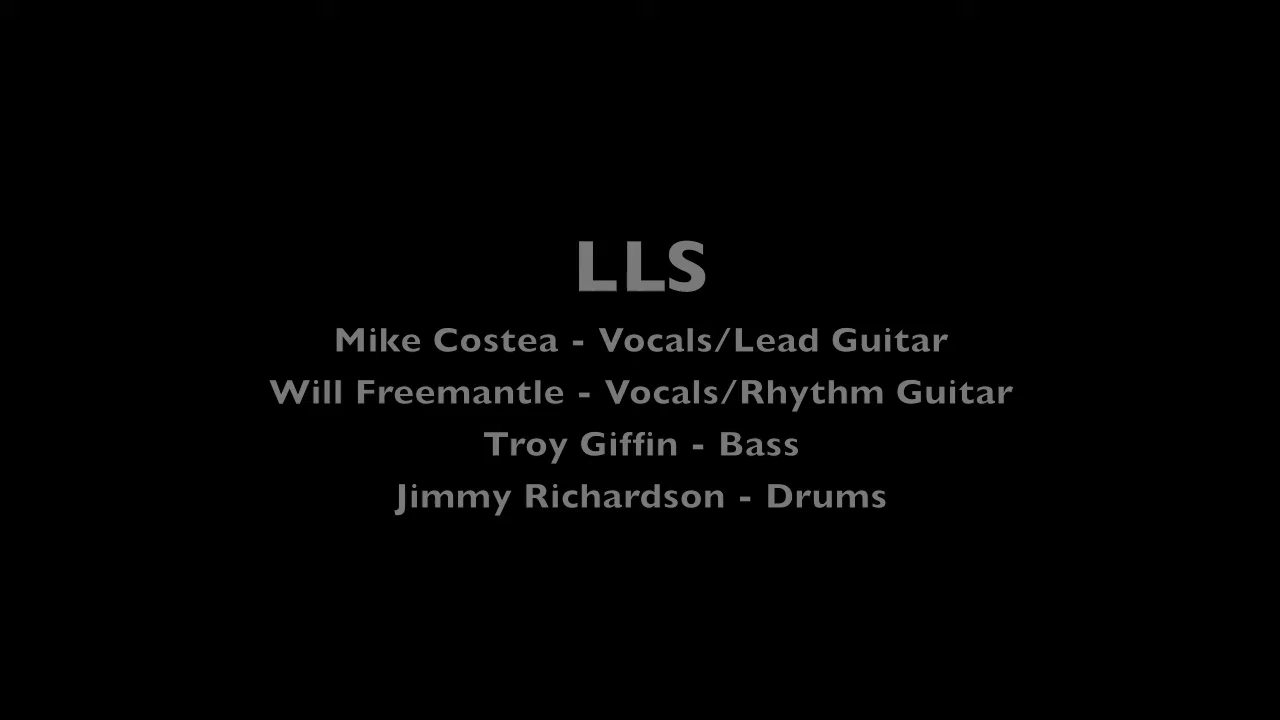 LLS
Mike Costea - Vocals/Lead Guitar
Will Freemantle - Vocals/Rhythm Guitar
Troy Giffin - Bass
Jimmy Richardson - Drums